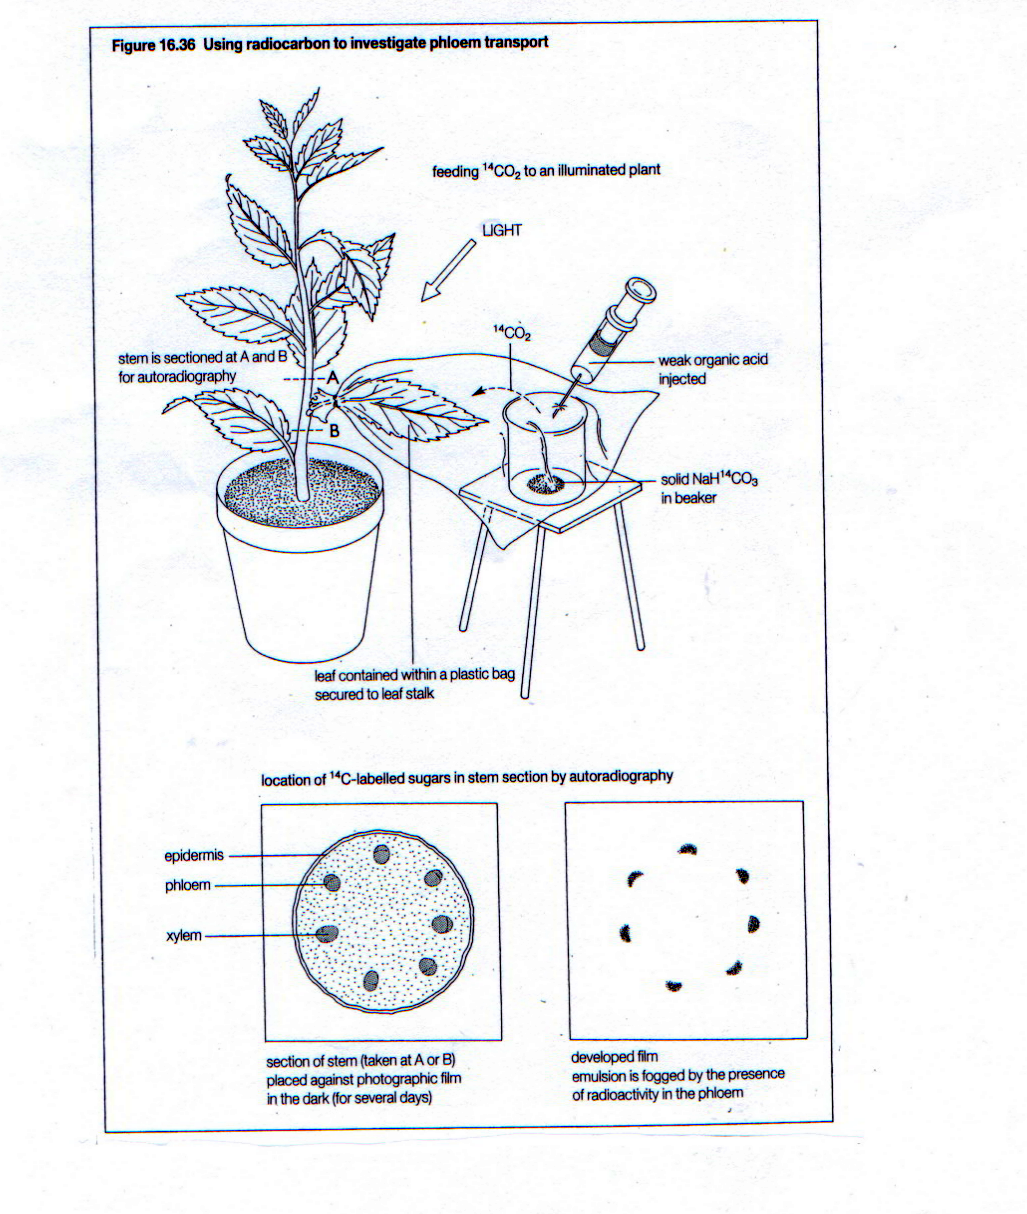 Figure 16.36 Using radiocarbon to investigate phloem transport
feeding ¹⁴CO₂ to an illuminated plant
LIGHT
¹⁴CO₂
stem is sectioned at A and B
for autoradiography
A
B
weak organic acid
injected
solid NaH¹⁴CO₃
in beaker
leaf contained within a plastic bag
secured to leaf stalk
location of ¹⁴C-labelled sugars in stem section by autoradiography
epidermis
phloem
xylem
section of stem (taken at A or B)
placed against photographic film
in the dark (for several days)
developed film
emulsion is fogged by the presence
of radioactivity in the phloem